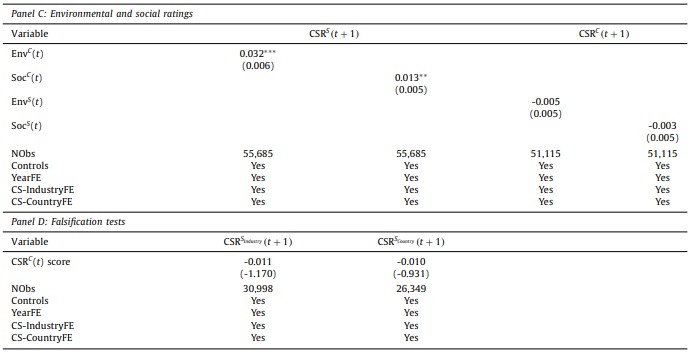 Panel C: Environmental and social ratings
Variable CSR^S(t + 1) CSR^C(t + 1)
Env^C(t) 0.032***
(0.006)
Soc^C(t) 0.013**
(0.005)
Env^S(t) -0.005
(0.005)
Soc^S(t) -0.003
(0.005)
NObs 55,685 55,685 51,115 51,115
Controls Yes Yes Yes Yes
YearFE Yes Yes Yes Yes
CS-IndustryFE Yes Yes Yes Yes
CS-CountryFE Yes Yes Yes Yes
Panel D: Falsification tests
Variable CSR^S_Industry(t + 1) CSR^S_Country(t + 1)
CSR^C(t) score -0.011 -0.010
(-1.170) (-0.931)
NObs 30,998 26,349
Controls Yes Yes
YearFE Yes Yes
CS-IndustryFE Yes Yes
CS-CountryFE Yes Yes